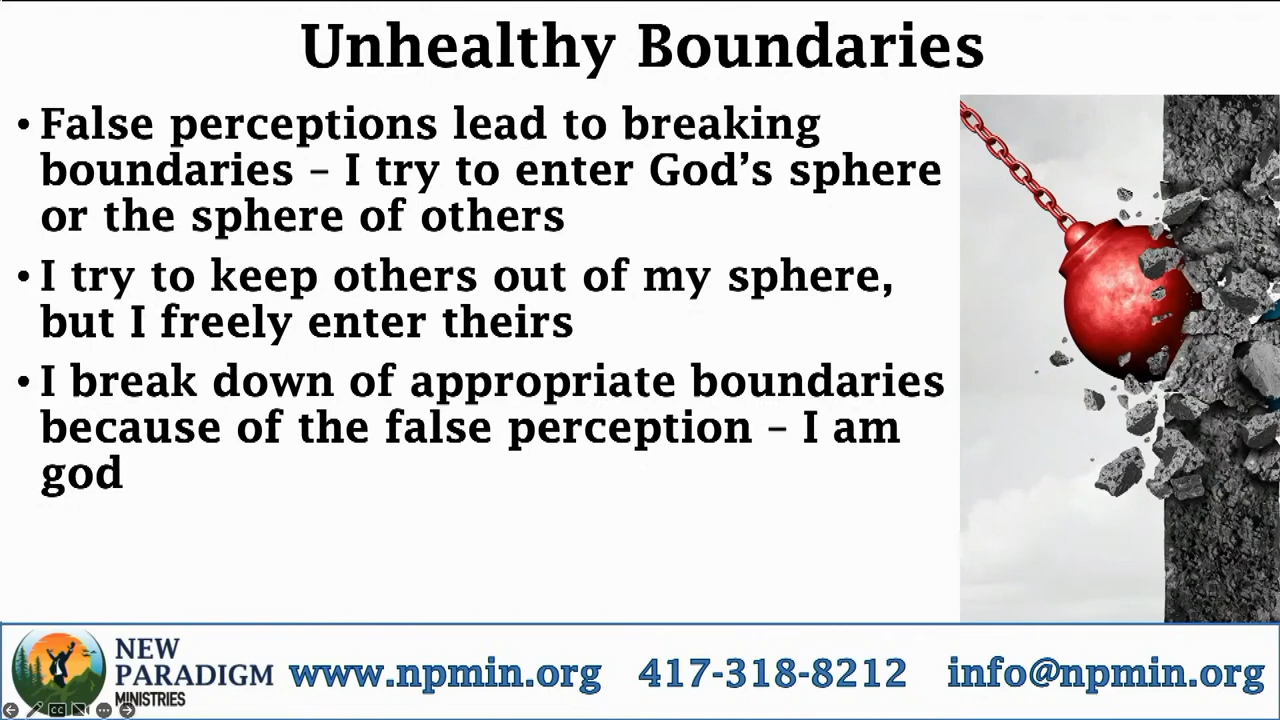 Unhealthy Boundaries
• False perceptions lead to breaking
boundaries – I try to enter God’s sphere
or the sphere of others
• I try to keep others out of my sphere,
but I freely enter theirs
• I break down of appropriate boundaries
because of the false perception – I am
god
NEW
PARADIGM
MINISTRIES
www.npmin.org 417-318-8212 info@npmin.org
CC